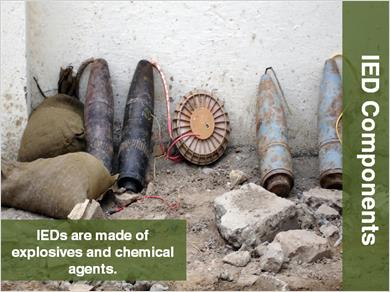 IED Components
IEDs are made of
explosives and chemical
agents.